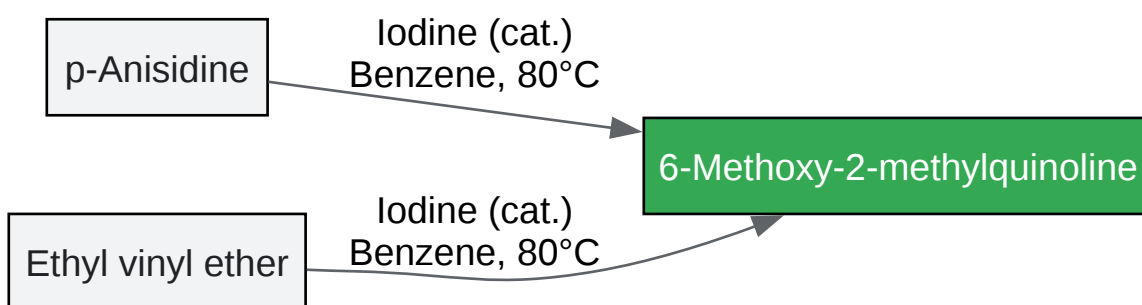 p-Anisidine
Iodine (cat.)
Benzene, 80°C
6-Methoxy-2-methylquinoline
Ethyl vinyl ether
Iodine (cat.)
Benzene, 80°C